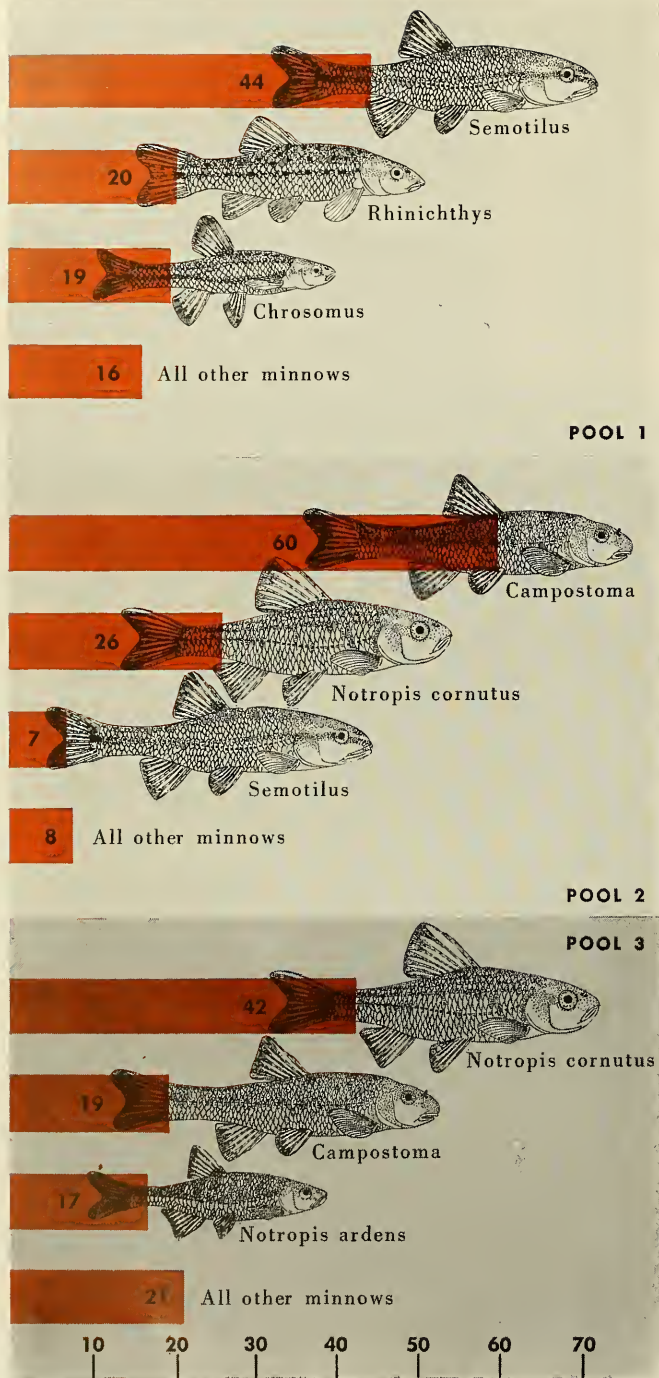 44
Semotilus
20
Rhinichthys
19
Chrosomus
16 All other minnows
POOL 1
60
Campostoma
26
Notropis cornutus
7
Semotilus
8 All other minnows
POOL 2
POOL 3
42
Notropis cornutus
19
Campostoma
17
Notropis ardens
21 All other minnows
10 20 30 40 50 60 70